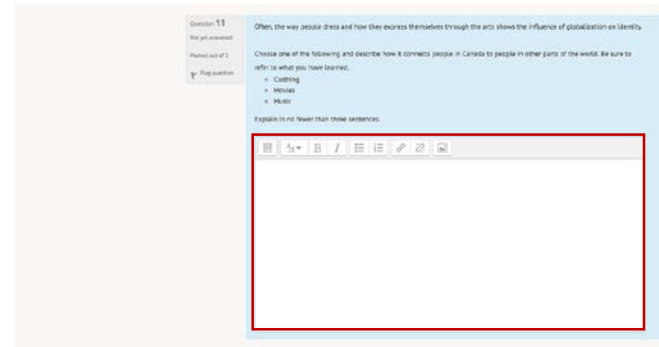 Question 11
Not yet answered
Marked out of 5
Flag question
Often, the way people dress and how they express themselves through the arts shows the influence of globalization on identity.
Choose one of the following and describe how it connects people in Canada to people in other parts of the world. Be sure to
refer to what you have learned.
Clothing
Movies
Music
Explain in no fewer than three sentences.
B I